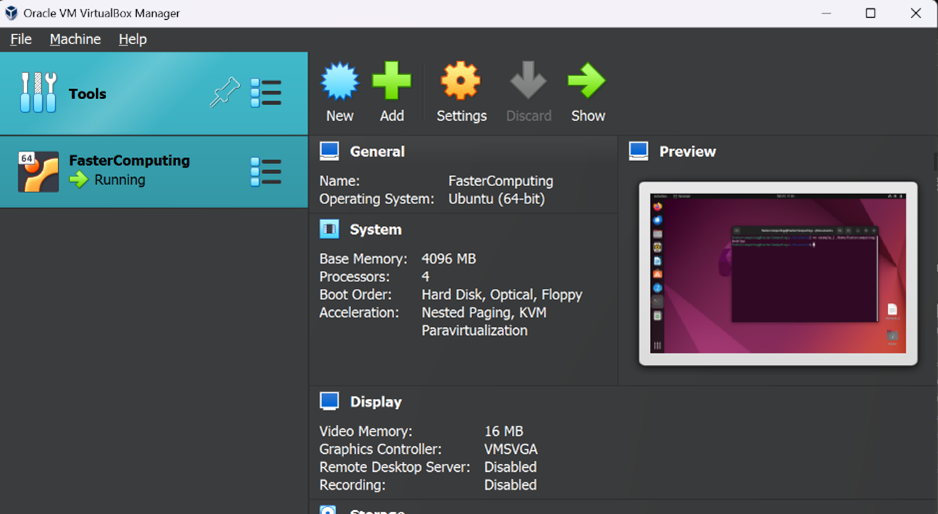 Oracle VM VirtualBox Manager
File Machine Help
Tools
New Add Settings Discard Show
64
FasterComputing
Running
General
Name: FasterComputing
Operating System: Ubuntu (64-bit)
System
Base Memory: 4096 MB
Processors: 4
Boot Order: Hard Disk, Optical, Floppy
Acceleration: Nested Paging, KVM
Paravirtualization
Preview
Display
Video Memory: 16 MB
Graphics Controller: VMSVGA
Remote Desktop Server: Disabled
Recording: Disabled
Storage